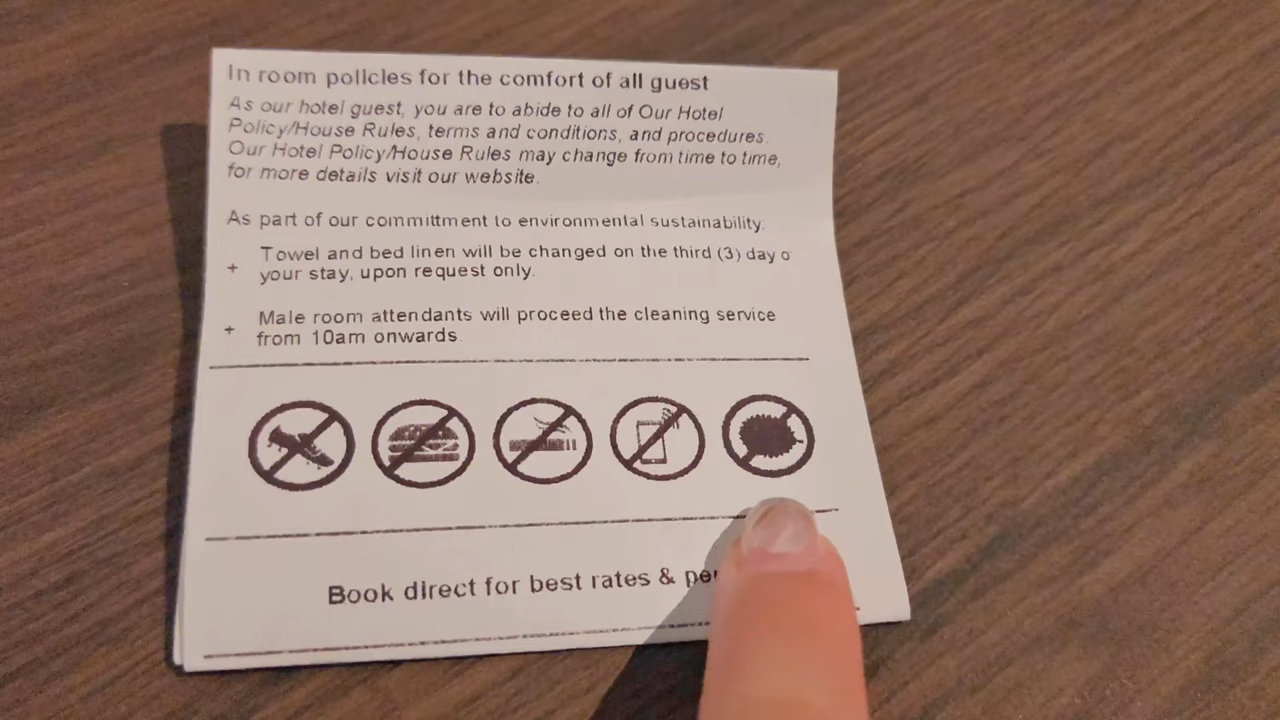 In room policies for the comfort of all guest
As our hotel guest, you are to abide to all of Our Hotel
Policy/House Rules, terms and conditions, and procedures.
Our Hotel Policy/House Rules may change from time to time,
for more details visit our website.
As part of our committment to environmental sustainability:
+ Towel and bed linen will be changed on the third (3) day o
your stay, upon request only.
+ Male room attendants will proceed the cleaning service
from 10am onwards.
Book direct for best rates &